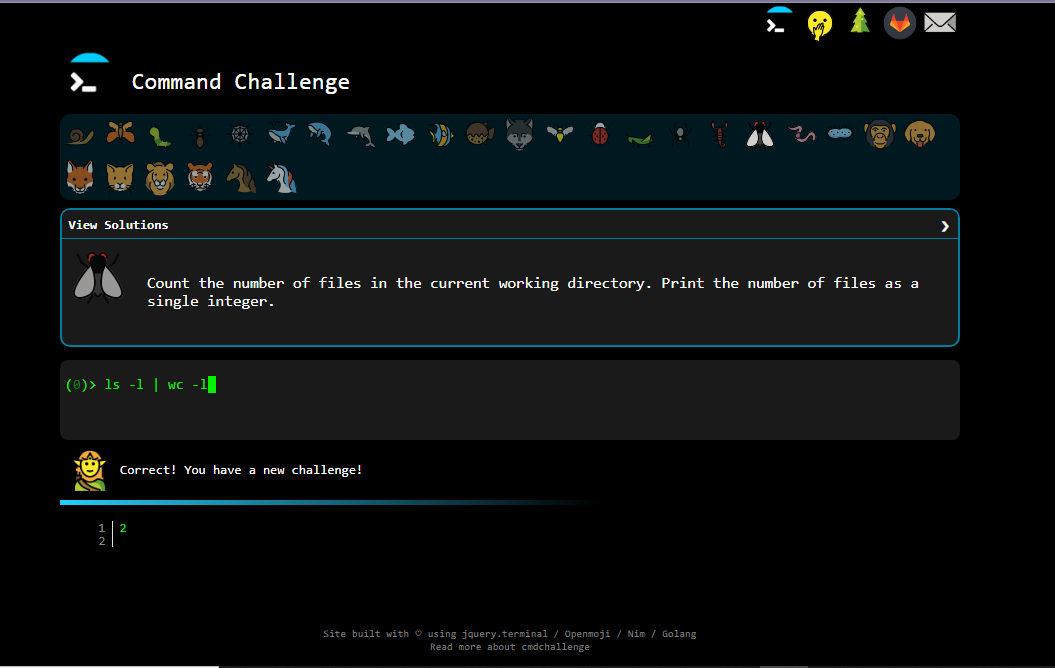 Command Challenge
View Solutions
Count the number of files in the current working directory. Print the number of files as a
single integer.
(0)> ls -l | wc -l
Correct! You have a new challenge!
1 2
2
Site built with ♡ using jquery.terminal / Openmoji / Nim / Golang
Read more about cmdchallenge